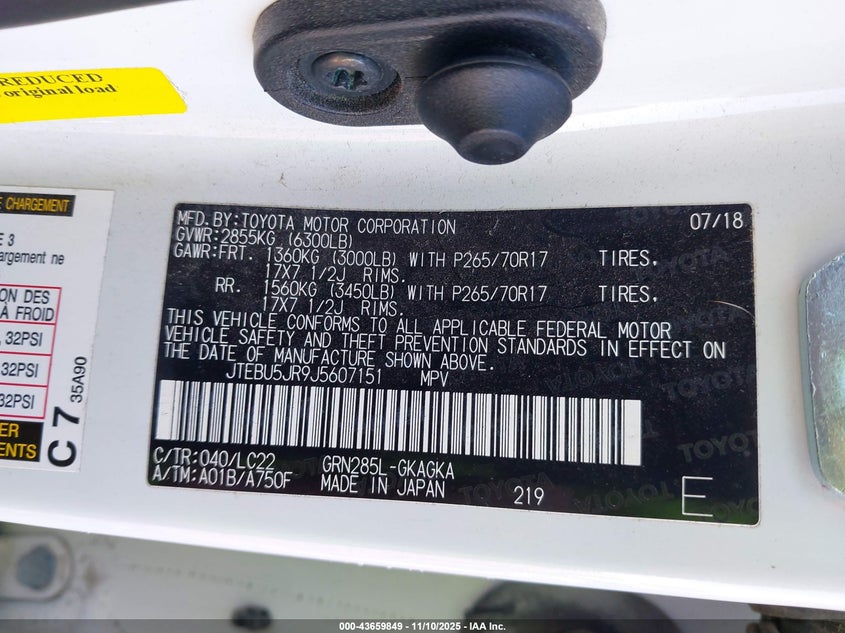 REDUCED
original load
E CHARGEMENT
E 3
hargement ne
ION DES
À FROID
, 32PSI
32PSI
32PSI
ER
MENTS
C 7 35A90
MFD. BY:TOYOTA MOTOR CORPORATION 07/18
GVWR:2855KG (6300LB)
GAWR:FRT. 1360KG (3000LB) WITH P265/70R17 TIRES,
17X7 1/2J RIMS.
RR. 1560KG (3450LB) WITH P265/70R17 TIRES,
17X7 1/2J RIMS.
THIS VEHICLE CONFORMS TO ALL APPLICABLE FEDERAL MOTOR
VEHICLE SAFETY AND THEFT PREVENTION STANDARDS IN EFFECT ON
THE DATE OF MANUFACTURE SHOWN ABOVE.
JTEBU5JR9J5607151 MPV
C/TR:040/LC22 GRN285L-GKAGKA
A/TM:A01B/A750F MADE IN JAPAN 219 E
000-43659849 - 11/10/2025 - IAA Inc.